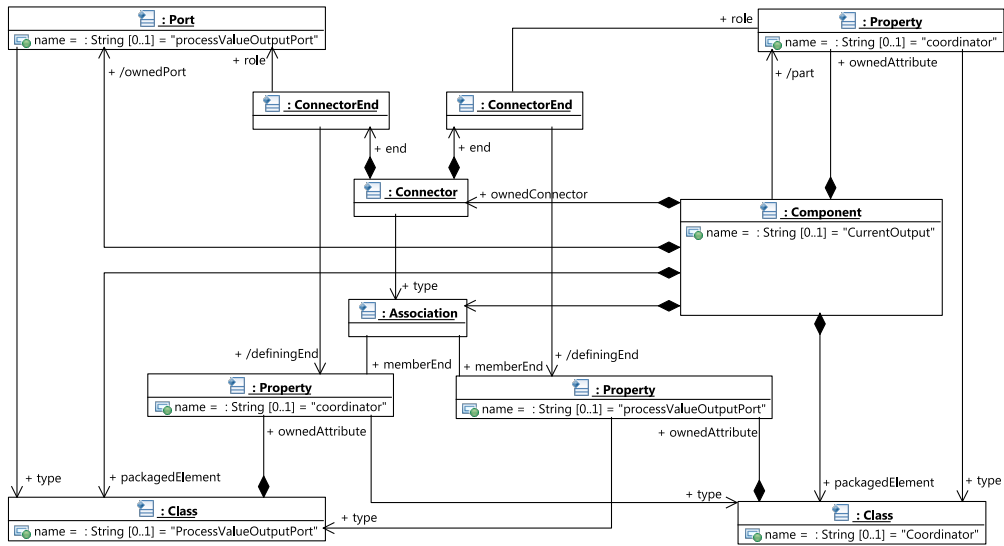 : Port
name = : String [0..1] = "processValueOutputPort"
+ role
: Property
name = : String [0..1] = "coordinator"
+ /ownedPort
+ role
+ ownedAttribute
+ /part
: ConnectorEnd
: ConnectorEnd
+ end
+ end
: Connector
+ ownedConnector
: Component
name = : String [0..1] = "CurrentOutput"
+ type
: Association
+ /definingEnd
+ memberEnd
+ memberEnd
+ /definingEnd
: Property
name = : String [0..1] = "coordinator"
: Property
name = : String [0..1] = "processValueOutputPort"
+ ownedAttribute
+ ownedAttribute
+ type
+ packagedElement
+ type
+ packagedElement
+ type
: Class
name = : String [0..1] = "ProcessValueOutputPort"
+ type
: Class
name = : String [0..1] = "Coordinator"